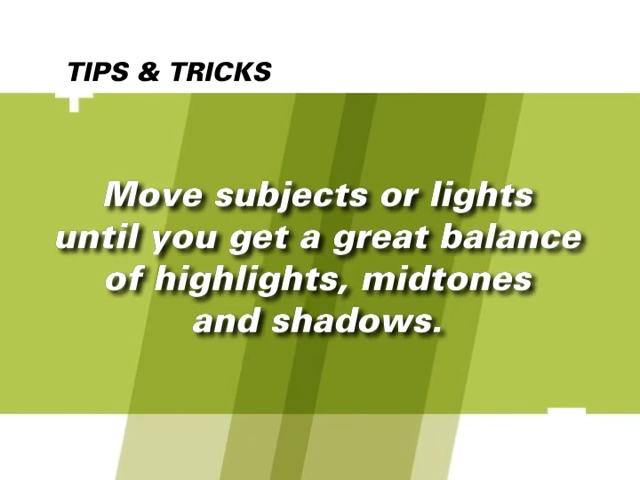 TIPS & TRICKS
Move subjects or lights
until you get a great balance
of highlights, midtones
and shadows.